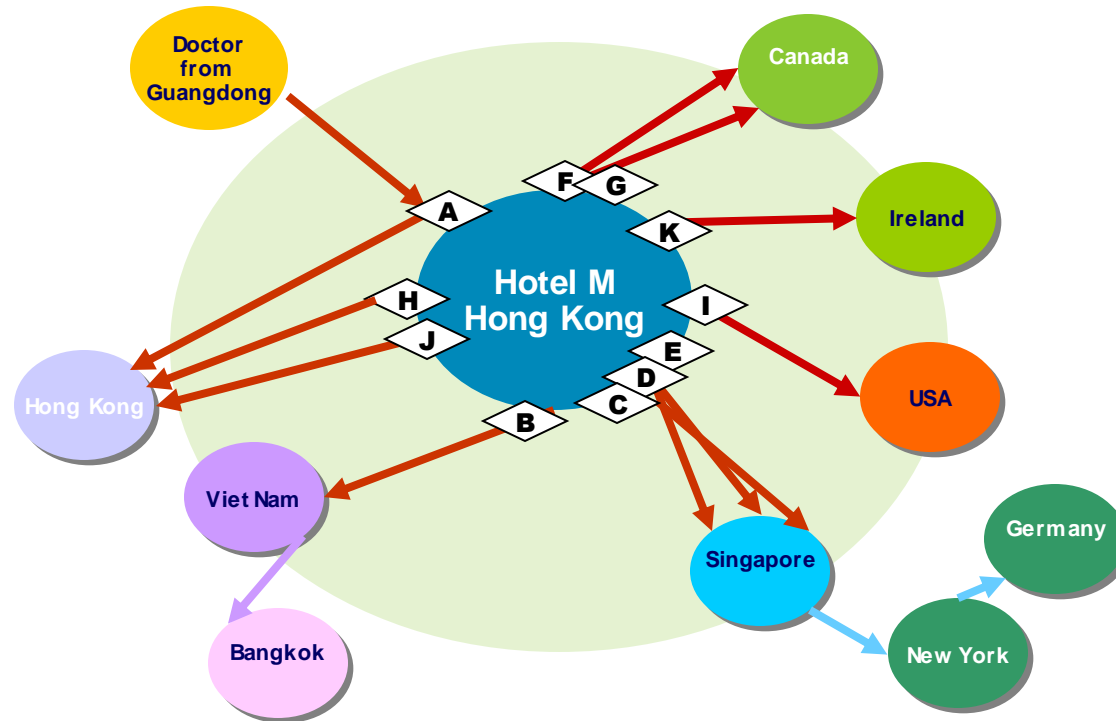 Doctor
from
Guangdong
Canada
F
G
A
K
Ireland
Hotel M
Hong Kong
H
I
J
E
D
C
B
USA
Hong Kong
Viet Nam
Singapore
Germany
Bangkok
New York